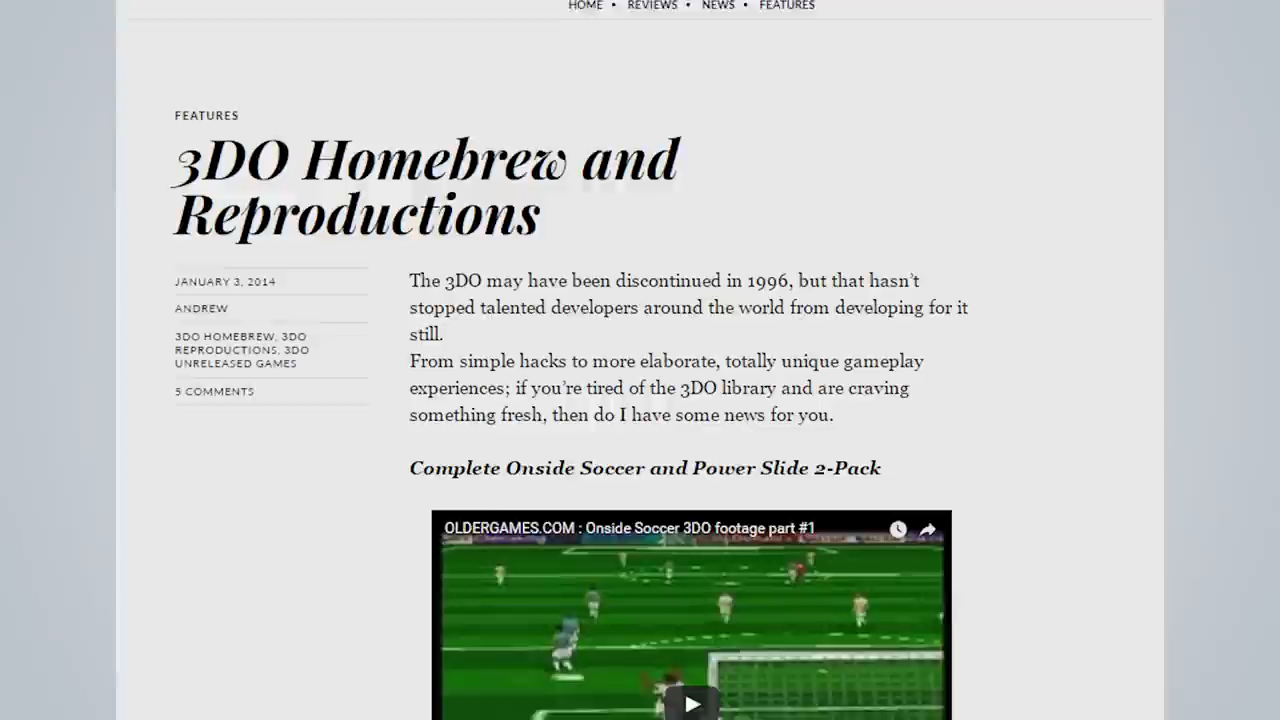 HOME • REVIEWS • NEWS • FEATURES
FEATURES
3DO Homebrew and
Reproductions
JANUARY 3, 2014
ANDREW
3DO HOMEBREW, 3DO
REPRODUCTIONS, 3DO
UNRELEASED GAMES
5 COMMENTS
The 3DO may have been discontinued in 1996, but that hasn't
stopped talented developers around the world from developing for it
still.
From simple hacks to more elaborate, totally unique gameplay
experiences; if you're tired of the 3DO library and are craving
something fresh, then do I have some news for you.
Complete Onside Soccer and Power Slide 2-Pack
OLDERGAMES.COM : Onside Soccer 3DO footage part #1